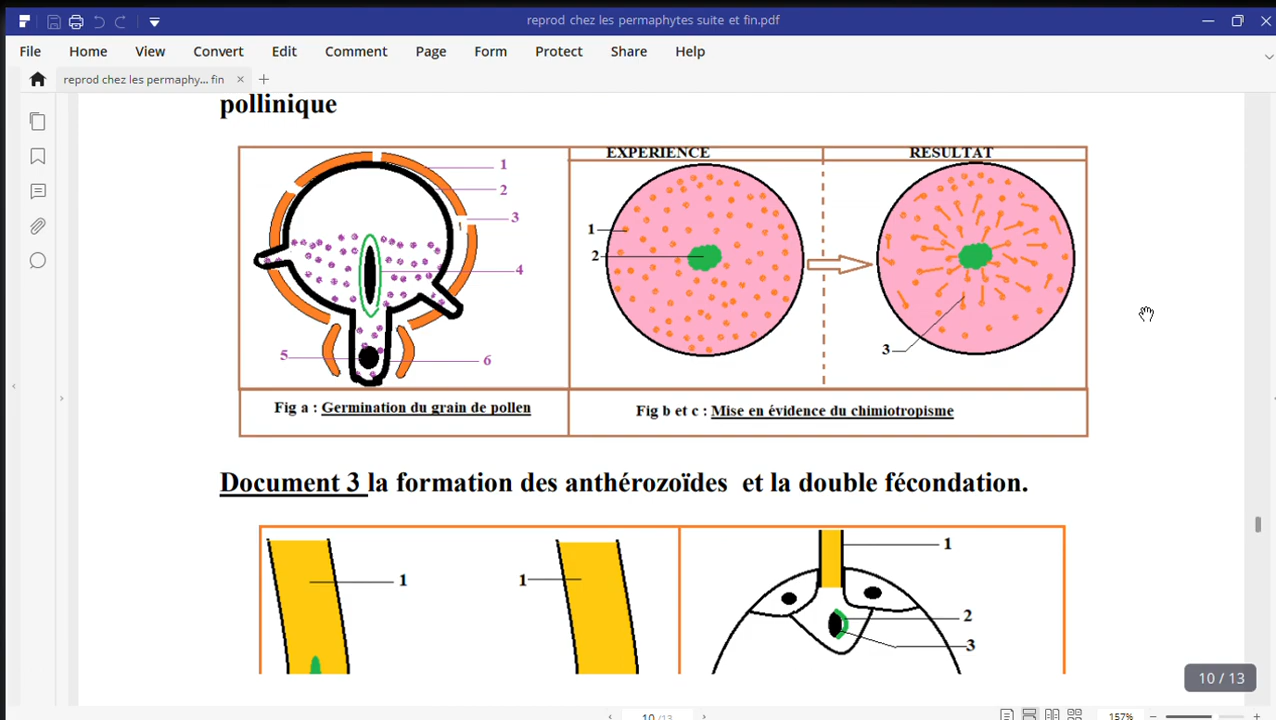 reprod chez les permaphytes suite et fin.pdf
File Home View Convert Edit Comment Page Form Protect Share Help
reprod chez les permaphy... fin
pollinique
EXPERIENCE RESULTAT
1
2
3
4
5
6
1
2
3
Fig a : Germination du grain de pollen
Fig b et c : Mise en évidence du chimiotropisme
Document 3 la formation des anthérozoïdes et la double fécondation.
1
1
1
2
3
10 / 13
10 /13
157%